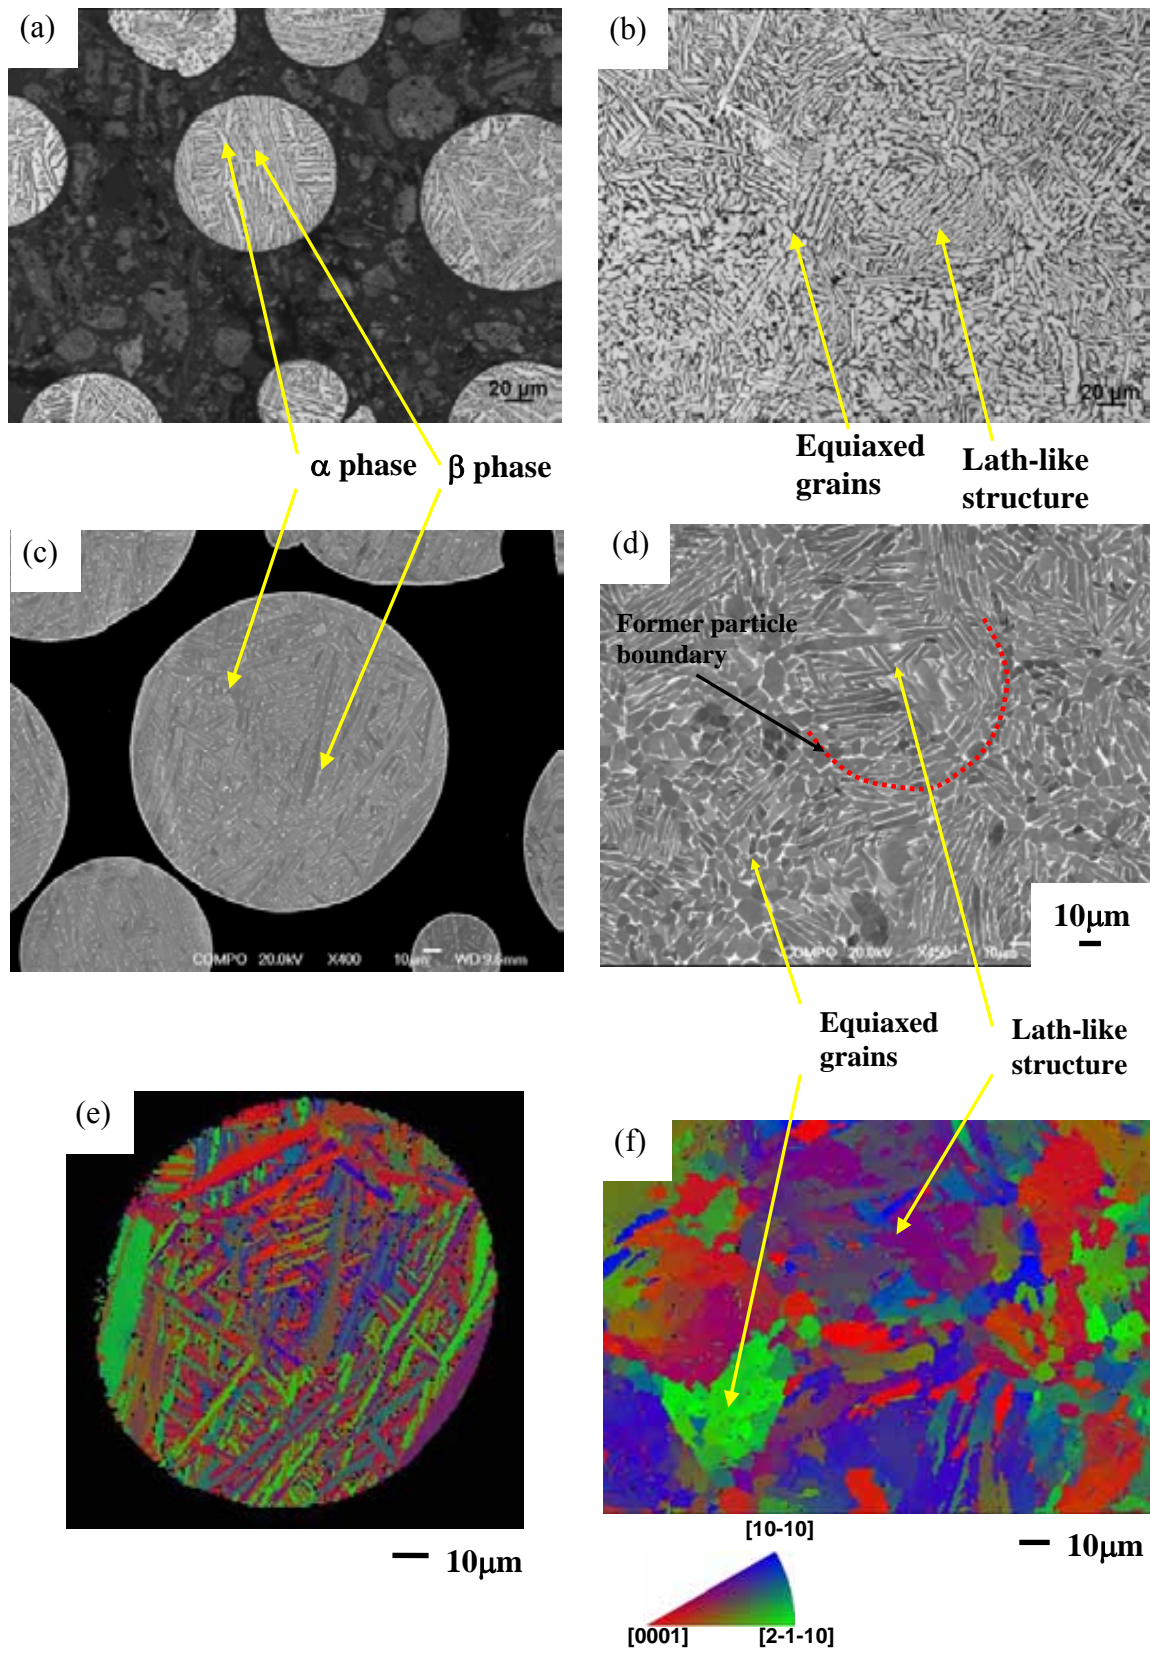 (a)
(b)
20 µm
20 µm
α phase
β phase
Equiaxed
grains
Lath-like
structure
(c)
(d)
Former particle
boundary
COMPO 20.0kV X400 10µm WD 9.6mm
COMPO 20.0kV X450 10µm
10µm
Equiaxed
grains
Lath-like
structure
(e)
(f)
10µm
10µm
[10-10]
[0001]
[2-1-10]